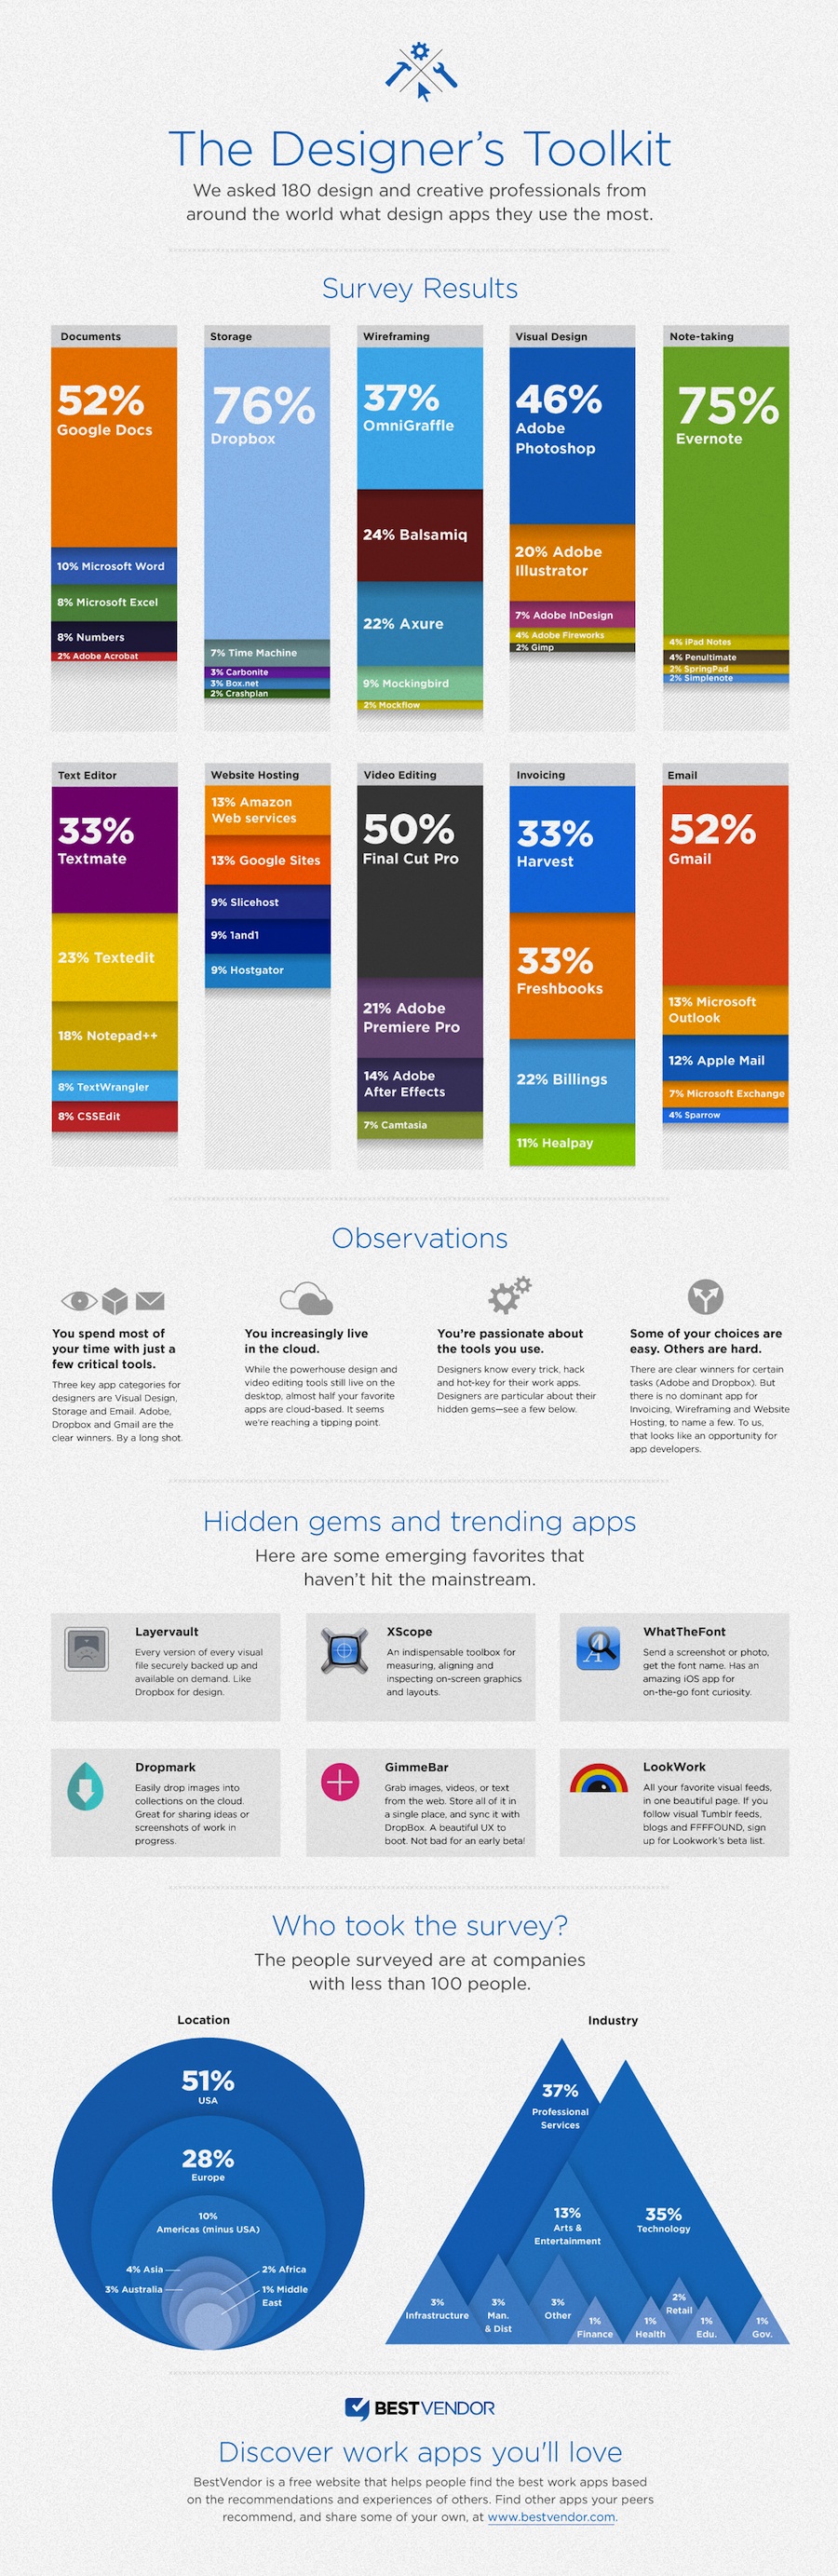 The Designer's Toolkit
We asked 180 design and creative professionals from
around the world what design apps they use the most.
Survey Results
Documents
52%
Google Docs
10% Microsoft Word
8% Microsoft Excel
8% Numbers
2% Adobe Acrobat
Storage
76%
Dropbox
7% Time Machine
3% Carbonite
3% Box.net
2% Crashplan
Wireframing
37%
OmniGraffle
24% Balsamiq
22% Axure
9% Mockingbird
2% Mockflow
Visual Design
46%
Adobe
Photoshop
20% Adobe
Illustrator
7% Adobe InDesign
4% Adobe Fireworks
2% Gimp
Note-taking
75%
Evernote
4% iPad Notes
4% Penultimate
2% SpringPad
2% Simplenote
Text Editor
33%
Textmate
23% Textedit
18% Notepad++
8% TextWrangler
8% CSSEdit
Website Hosting
13% Amazon
Web services
13% Google Sites
9% Slicehost
9% 1and1
9% Hostgator
Video Editing
50%
Final Cut Pro
21% Adobe
Premiere Pro
14% Adobe
After Effects
7% Camtasia
Invoicing
33%
Harvest
33%
Freshbooks
22% Billings
11% Healpay
Email
52%
Gmail
13% Microsoft
Outlook
12% Apple Mail
7% Microsoft Exchange
4% Sparrow
Observations
You spend most of
your time with just a
few critical tools.
Three key app categories for
designers are Visual Design,
Storage and Email. Adobe,
Dropbox and Gmail are the
clear winners. By a long shot.
You increasingly live
in the cloud.
While the powerhouse design and
video editing tools still live on the
desktop, almost half your favorite
apps are cloud-based. It seems
we're reaching a tipping point.
You're passionate about
the tools you use.
Designers know every trick, hack
and hot-key for their work apps.
Designers are particular about their
hidden gems—see a few below.
Some of your choices are
easy. Others are hard.
There are clear winners for certain
tasks (Adobe and Dropbox). But
there is no dominant app for
Invoicing, Wireframing and Website
Hosting, to name a few. To us,
that looks like an opportunity for
app developers.
Hidden gems and trending apps
Here are some emerging favorites that
haven't hit the mainstream.
Layervault
Every version of every visual
file securely backed up and
available on demand. Like
Dropbox for design.
XScope
An indispensable toolbox for
measuring, aligning and
inspecting on-screen graphics
and layouts.
WhatTheFont
Send a screenshot or photo,
get the font name. Has an
amazing iOS app for
on-the-go font curiosity.
Dropmark
Easily drop images into
collections on the cloud.
Great for sharing ideas or
screenshots of work in
progress.
GimmeBar
Grab images, videos, or text
from the web. Store all of it in
a single place, and sync it with
DropBox. A beautiful UX to
boot. Not bad for an early beta!
LookWork
All your favorite visual feeds,
in one beautiful page. If you
follow visual Tumblr feeds,
blogs and FFFFOUND, sign
up for Lookwork's beta list.
Who took the survey?
The people surveyed are at companies
with less than 100 people.
Location
51%
USA
28%
Europe
10%
Americas (minus USA)
4% Asia
2% Africa
3% Australia
1% Middle
East
Industry
37%
Professional
Services
13%
Arts &
Entertainment
35%
Technology
3%
Infrastructure
3%
Man.
& Dist
3%
Other
1%
Finance
1%
Health
2%
Retail
1%
Edu.
1%
Gov.
BESTVENDOR
Discover work apps you'll love
BestVendor is a free website that helps people find the best work apps based
on the recommendations and experiences of others. Find other apps your peers
recommend, and share some of your own, at www.bestvendor.com.